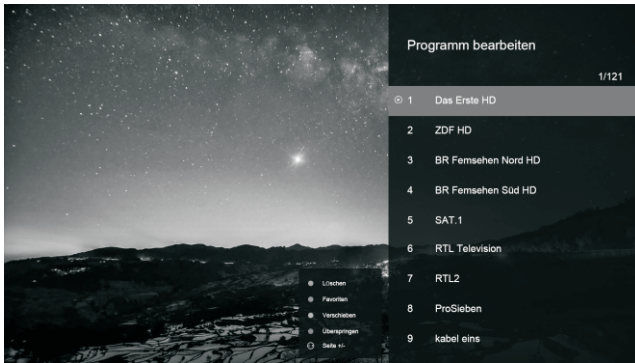 Programm bearbeiten
1/121
1 Das Erste HD
2 ZDF HD
3 BR Fernsehen Nord HD
4 BR Fernsehen Süd HD
5 SAT.1
6 RTL Television
7 RTL2
8 ProSieben
9 kabel eins
Löschen
Favoriten
Verschieben
Überspringen
Seite +/-